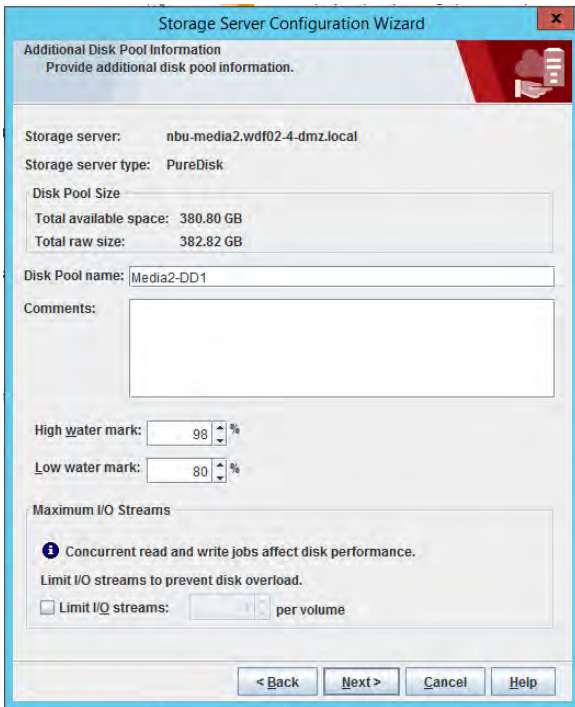 Storage Server Configuration Wizard
x
Additional Disk Pool Information
Provide additional disk pool information.
Storage server: nbu-media2.wdf02-4-dmz.local
Storage server type: PureDisk
Disk Pool Size
Total available space: 380.80 GB
Total raw size: 382.82 GB
Disk Pool name: Media2-DD1
Comments:
High water mark: 98 %
Low water mark: 80 %
Maximum I/O Streams
i Concurrent read and write jobs affect disk performance.
Limit I/O streams to prevent disk overload.
Limit I/O streams: per volume
< Back Next > Cancel Help